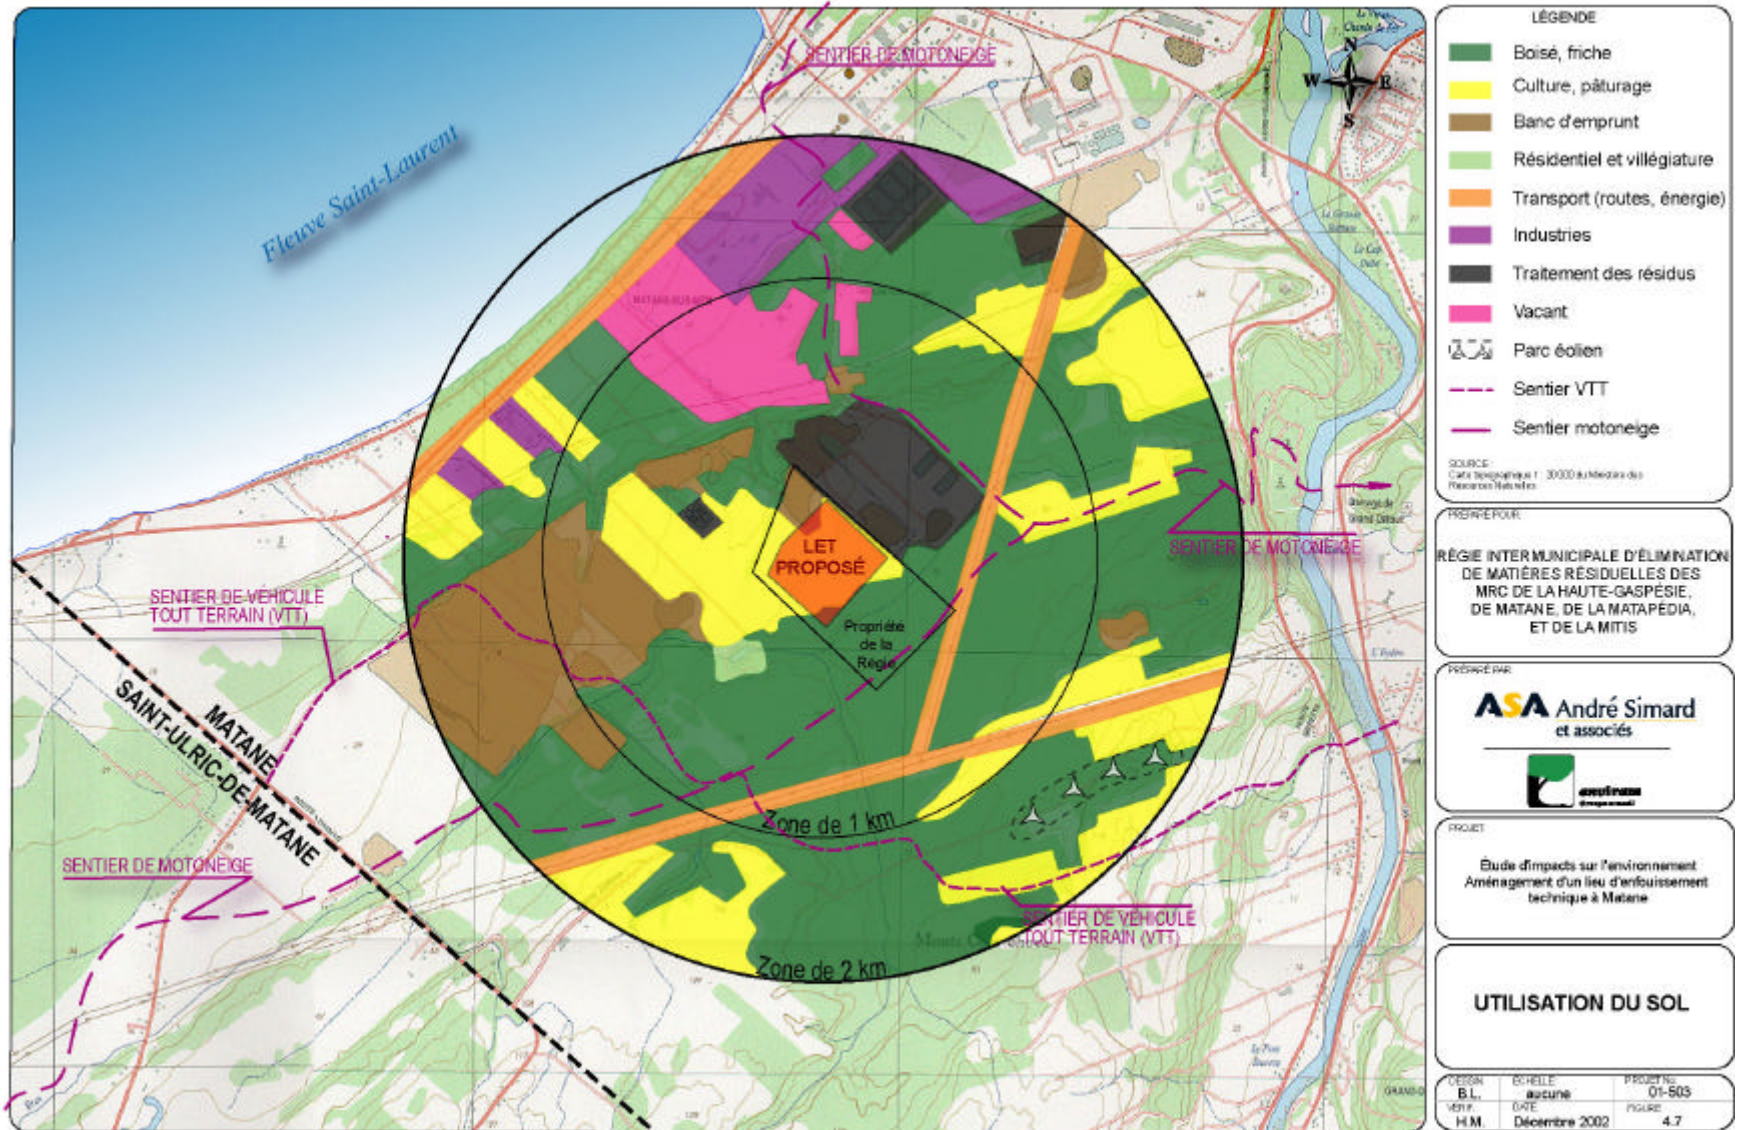 SENTIER DE MOTONEIGE
Fleuve Saint-Laurent
N
W
E
S
LET
PROPOSÉ
Propriété
de la
Régie
SENTIER DE MOTONEIGE
SENTIER DE VÉHICULE
TOUT TERRAIN (VTT)
MATANE
SAINT-ULRIC-DE-MATANE
SENTIER DE MOTONEIGE
Zone de 1 km
SENTIER DE VÉHICULE
TOUT TERRAIN (VTT)
Zone de 2 km
LÉGENDE
Boisé, friche
Culture, pâturage
Banc d'emprunt
Résidentiel et villégiature
Transport (routes, énergie)
Industries
Traitement des résidus
Vacant
Parc éolien
Sentier VTT
Sentier motoneige
SOURCE:
PRÉPARÉ POUR:
RÉGIE INTERMUNICIPALE D'ÉLIMINATION
DE MATIÈRES RÉSIDUELLES DES
MRC DE LA HAUTE-GASPÉSIE,
DE MATANE, DE LA MATAPÉDIA,
ET DE LA MITIS
PRÉPARÉ PAR:
ASA André Simard
et associés
PROJET:
Étude d'impacts sur l'environnement
Aménagement d'un lieu d'enfouissement
technique à Matane
UTILISATION DU SOL
DESSIN B.L.
ÉCHELLE aucune
PROJET No. 01-503
VÉRIF. H.M.
DATE Décembre 2002
FIGURE 4.7